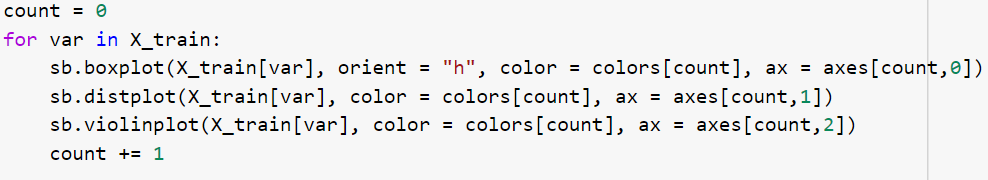 count = 0
for var in X_train:
    sb.boxplot(X_train[var], orient = "h", color = colors[count], ax = axes[count,0])
    sb.distplot(X_train[var], color = colors[count], ax = axes[count,1])
    sb.violinplot(X_train[var], color = colors[count], ax = axes[count,2])
    count += 1